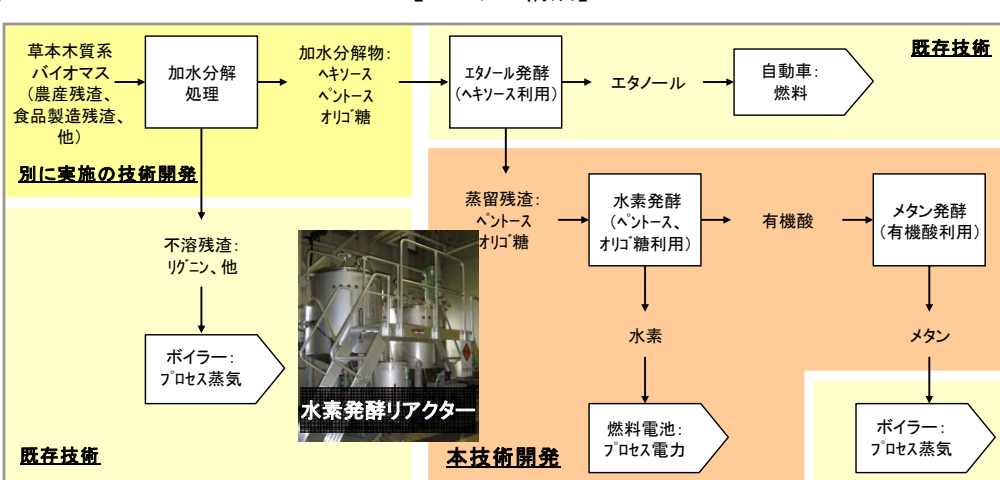 草本木質系
バイオマス
(農産残渣、
食品製造残渣、
他)
加水分解
処理
加水分解物:
ﾍｷｿｰｽ
ﾍﾟﾝﾄｰｽ
ｵﾘｺﾞ糖
ｴﾀﾉｰﾙ発酵
(ﾍｷｿｰｽ利用)
エタノール
自動車:
燃料
既存技術
別に実施の技術開発
蒸留残渣:
ﾍﾟﾝﾄｰｽ
ｵﾘｺﾞ糖
水素発酵
(ﾍﾟﾝﾄｰｽ、
ｵﾘｺﾞ糖利用)
有機酸
メタン発酵
(有機酸利用)
不溶残渣:
ﾘｸﾞﾆﾝ、他
水素
メタン
ボイラー:
ﾌﾟﾛｾｽ蒸気
水素発酵リアクター
燃料電池:
ﾌﾟﾛｾｽ電力
ボイラー:
ﾌﾟﾛｾｽ蒸気
既存技術
本技術開発